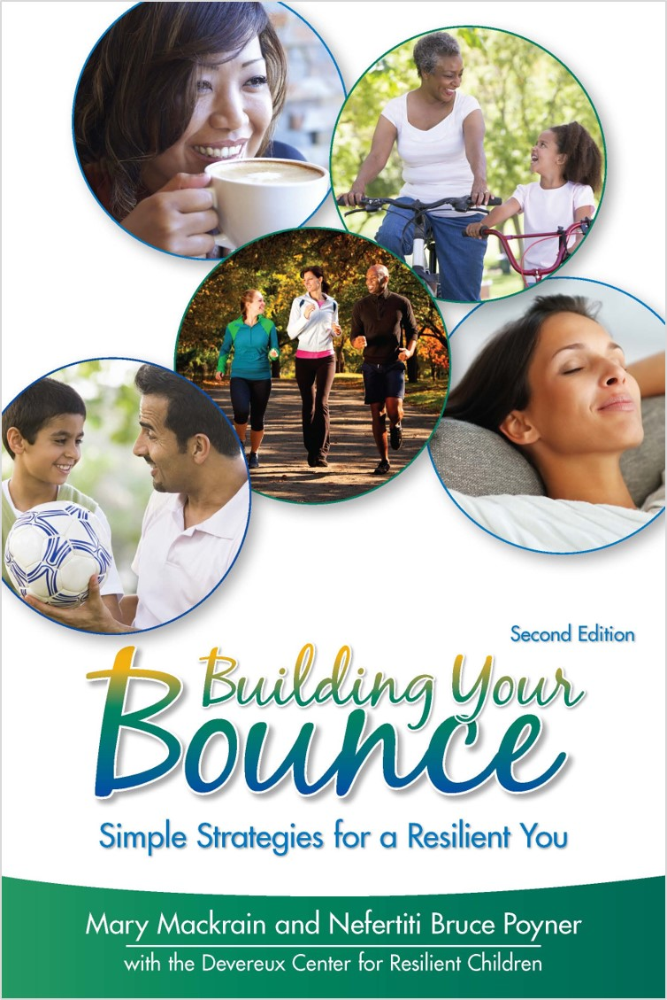 Second Edition
Building Your
Bounce
Simple Strategies for a Resilient You
Mary Mackrain and Nefertiti Bruce Poyner
with the Devereux Center for Resilient Children